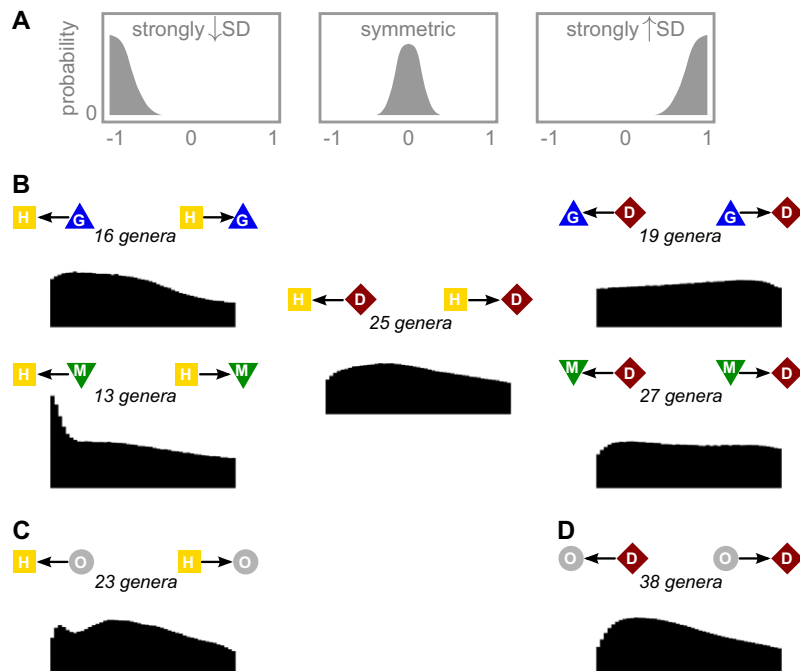 A
strongly ↓SD
symmetric
strongly ↑SD
probability
0
-1 0 1
-1 0 1
-1 0 1
B
H G H G
16 genera
G D G D
19 genera
H D H D
25 genera
H M H M
13 genera
M D M D
27 genera
C
H O H O
23 genera
D
O D O D
38 genera